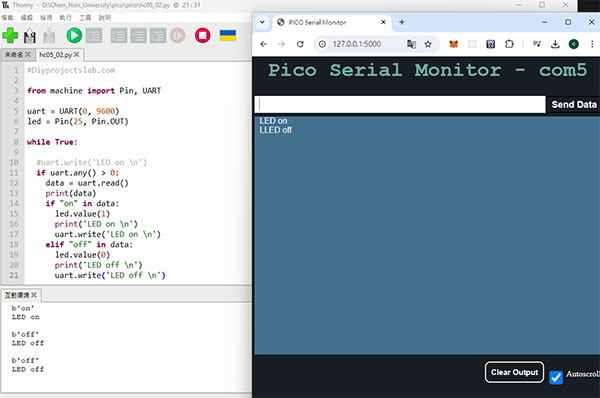 Thonny - D:\Chien_Hsin_University\pico\pico\hc05_02.py @ 21:31
檔案 編輯 檢視 執行 工具 說明
未命名 hc05_02.py
1 #Diyprojectslab.com
2
3 from machine import Pin, UART
4
5 uart = UART(0, 9600)
6 led = Pin(25, Pin.OUT)
7
8 while True:
9
10 #uart.write('LED on \n')
11 if uart.any() > 0:
12 data = uart.read()
13 print(data)
14 if "on" in data:
15 led.value(1)
16 print('LED on \n')
17 uart.write('LED on \n')
18 elif "off" in data:
19 led.value(0)
20 print('LED off \n')
21 uart.write('LED off \n')
互動環境
b'on'
LED on
b'off'
LED off
b'off'
LED off
PICO Serial Monitor
127.0.0.1:5000
Pico Serial Monitor - com5
Send Data
LED on
LLED off
Clear Output
Autoscroll